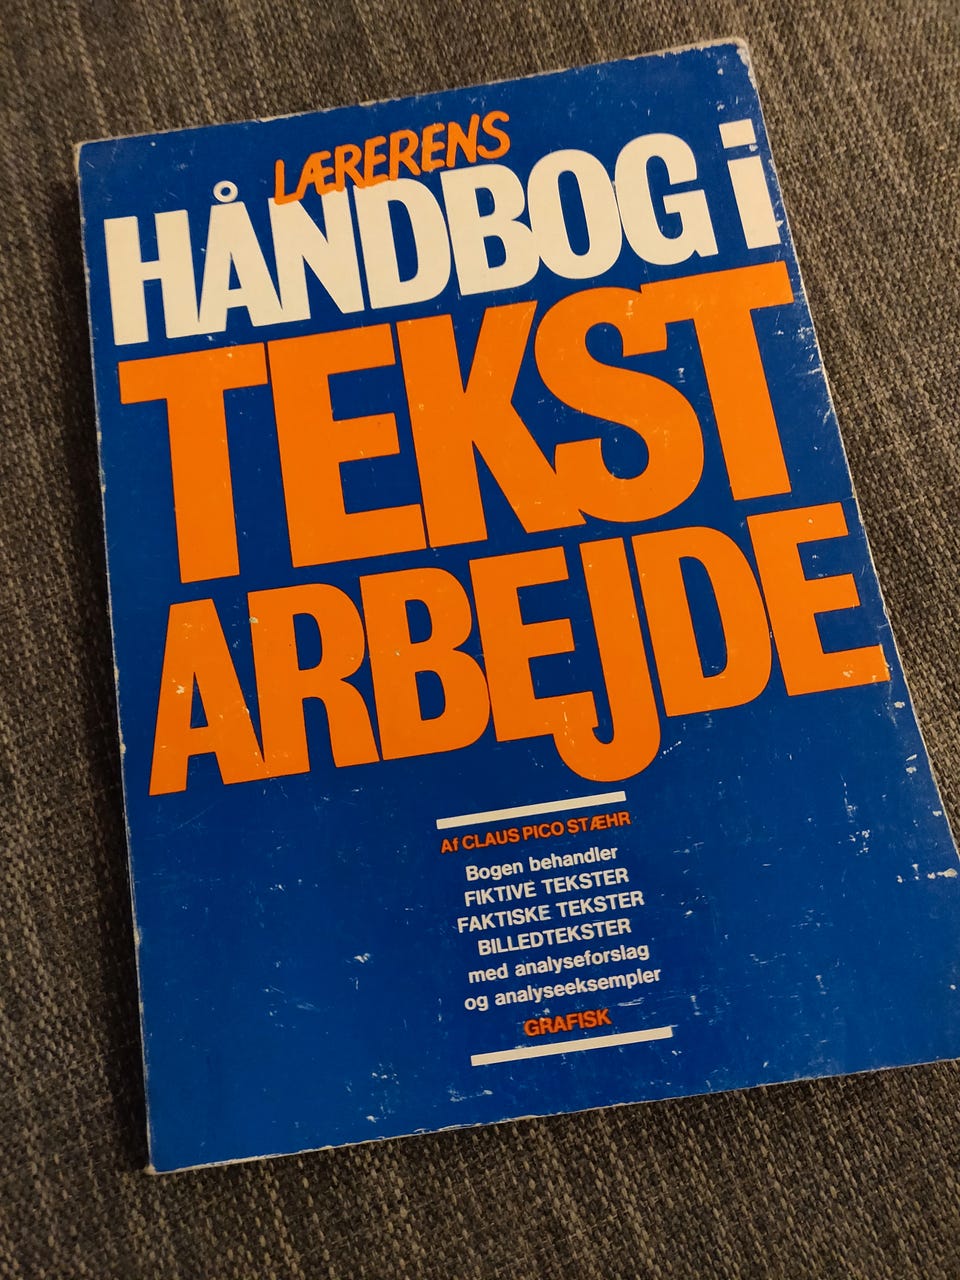 LÆRERENS
HÅNDBOG i
TEKST
ARBEJDE
Af CLAUS PICO STÆHR
Bogen behandler
FIKTIVE TEKSTER
FAKTISKE TEKSTER
BILLEDTEKSTER
med analyseforslag
og analyseeksempler
GRAFISK